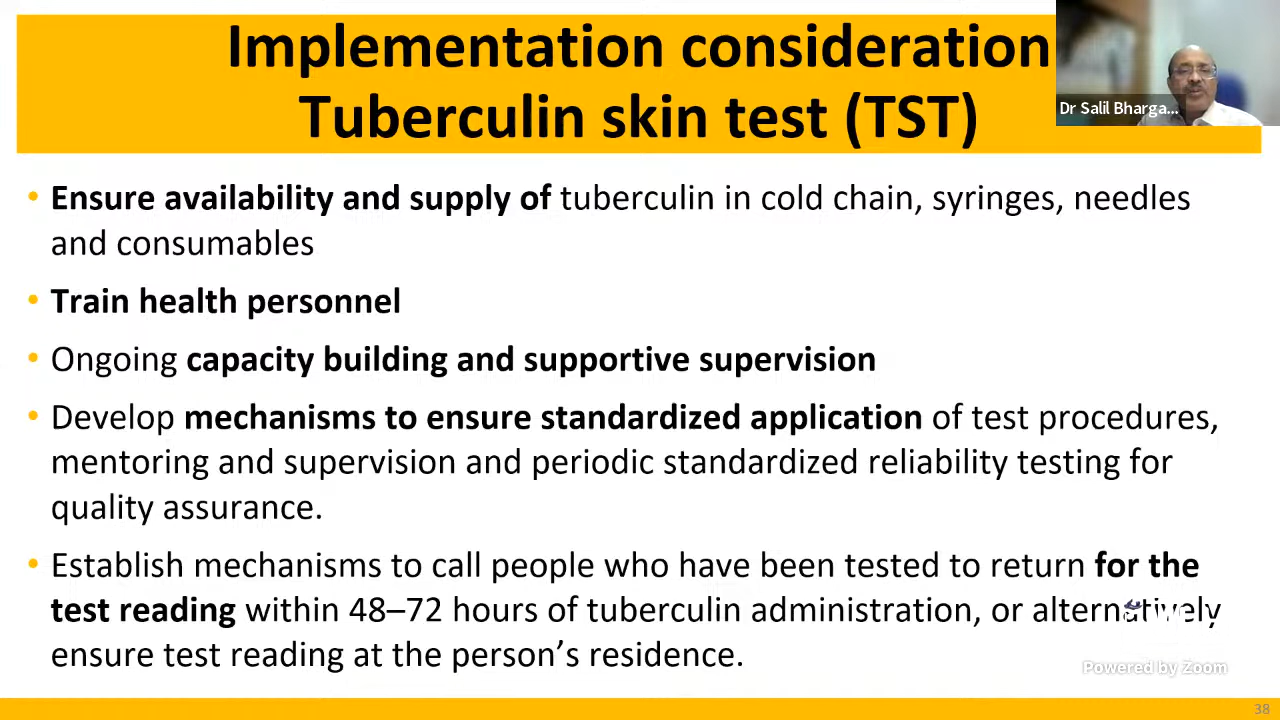 Implementation consideration
Tuberculin skin test (TST)
Dr Salil Bharga...
• Ensure availability and supply of tuberculin in cold chain, syringes, needles
and consumables
• Train health personnel
• Ongoing capacity building and supportive supervision
• Develop mechanisms to ensure standardized application of test procedures,
mentoring and supervision and periodic standardized reliability testing for
quality assurance.
• Establish mechanisms to call people who have been tested to return for the
test reading within 48–72 hours of tuberculin administration, or alternatively
ensure test reading at the person’s residence.
Powered by Zoom
38